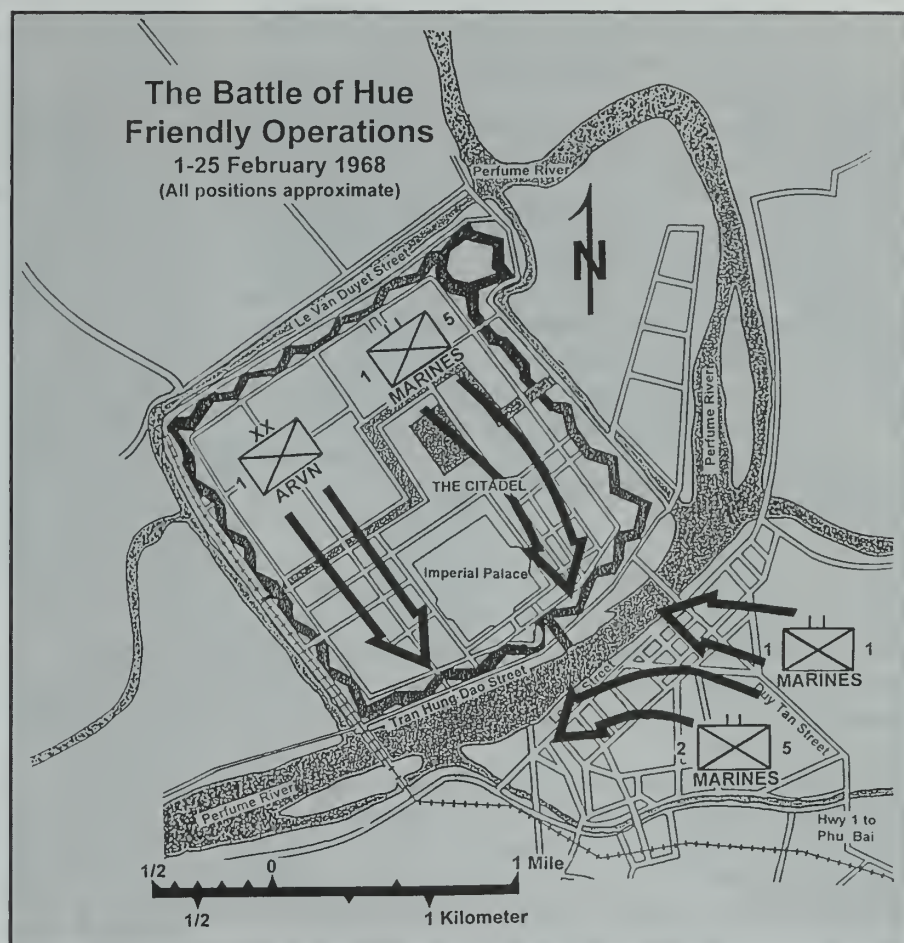 The Battle of Hue
Friendly Operations
1-25 February 1968
(All positions approximate)
Perfume River
N
Le Van Duyet Street
5
1
MARINES
XX
1
ARVN
THE CITADEL
Perfume River
Imperial Palace
1
1
MARINES
Street
Tran Hung Dao Street
Duy Tan Street
2
5
MARINES
Perfume River
Hwy 1 to
Phu Bai
1/2
0
1 Mile
1/2
1 Kilometer